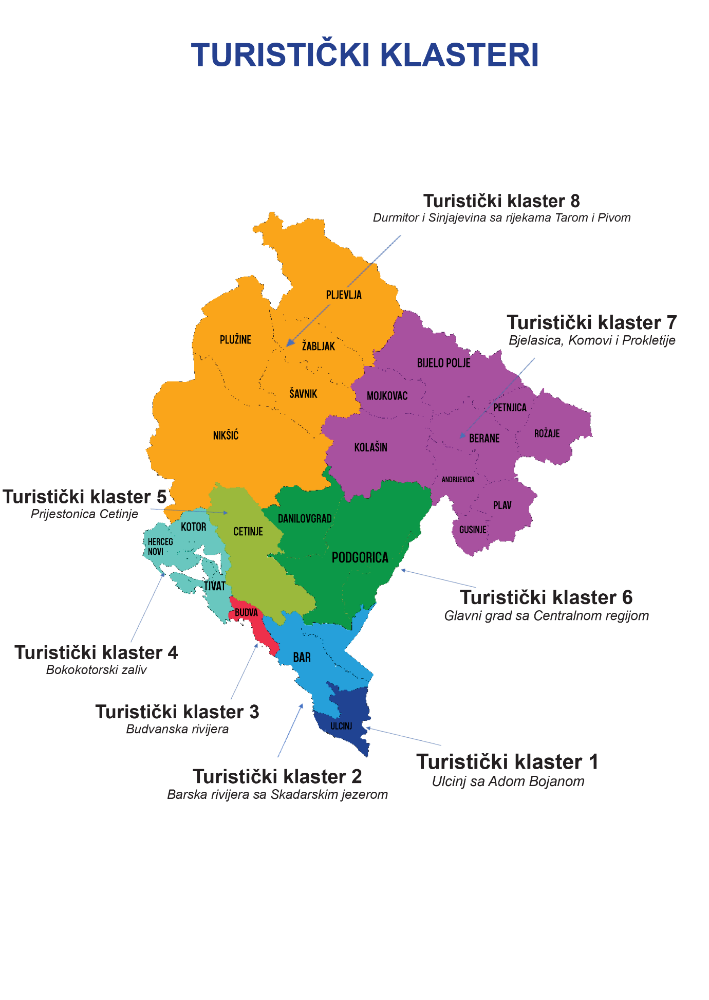 TURISTIČKI KLASTERI
Turistički klaster 8
Durmitor i Sinjajevina sa rijekama Tarom i Pivom
PLJEVLJA
Turistički klaster 7
Bjelasica, Komovi i Prokletije
PLUŽINE
ŽABLJAK
BIJELO POLJE
ŠAVNIK
MOJKOVAC
PETNJICA
NIKŠIĆ
KOLAŠIN
BERANE
ROŽAJE
ANDRIJEVICA
Turistički klaster 5
Prijestonica Cetinje
PLAV
DANILOVGRAD
KOTOR
CETINJE
GUSINJE
HERCEG
NOVI
PODGORICA
TIVAT
Turistički klaster 6
Glavni grad sa Centralnom regijom
BUDVA
Turistički klaster 4
Bokokotorski zaliv
BAR
Turistički klaster 3
Budvanska rivijera
ULCINJ
Turistički klaster 1
Ulcinj sa Adom Bojanom
Turistički klaster 2
Barska rivijera sa Skadarskim jezerom